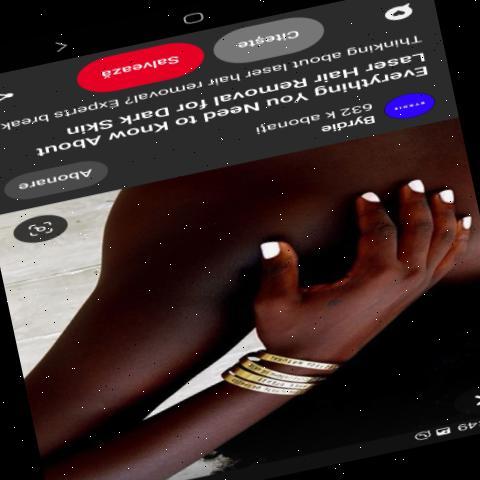 :49
BYRDIE
Byrdie
632 k abonați
Abonare
Everything You Need to Know About
Laser Hair Removal for Dark Skin
Thinking about laser hair removal? Experts break
Citește
Salvează